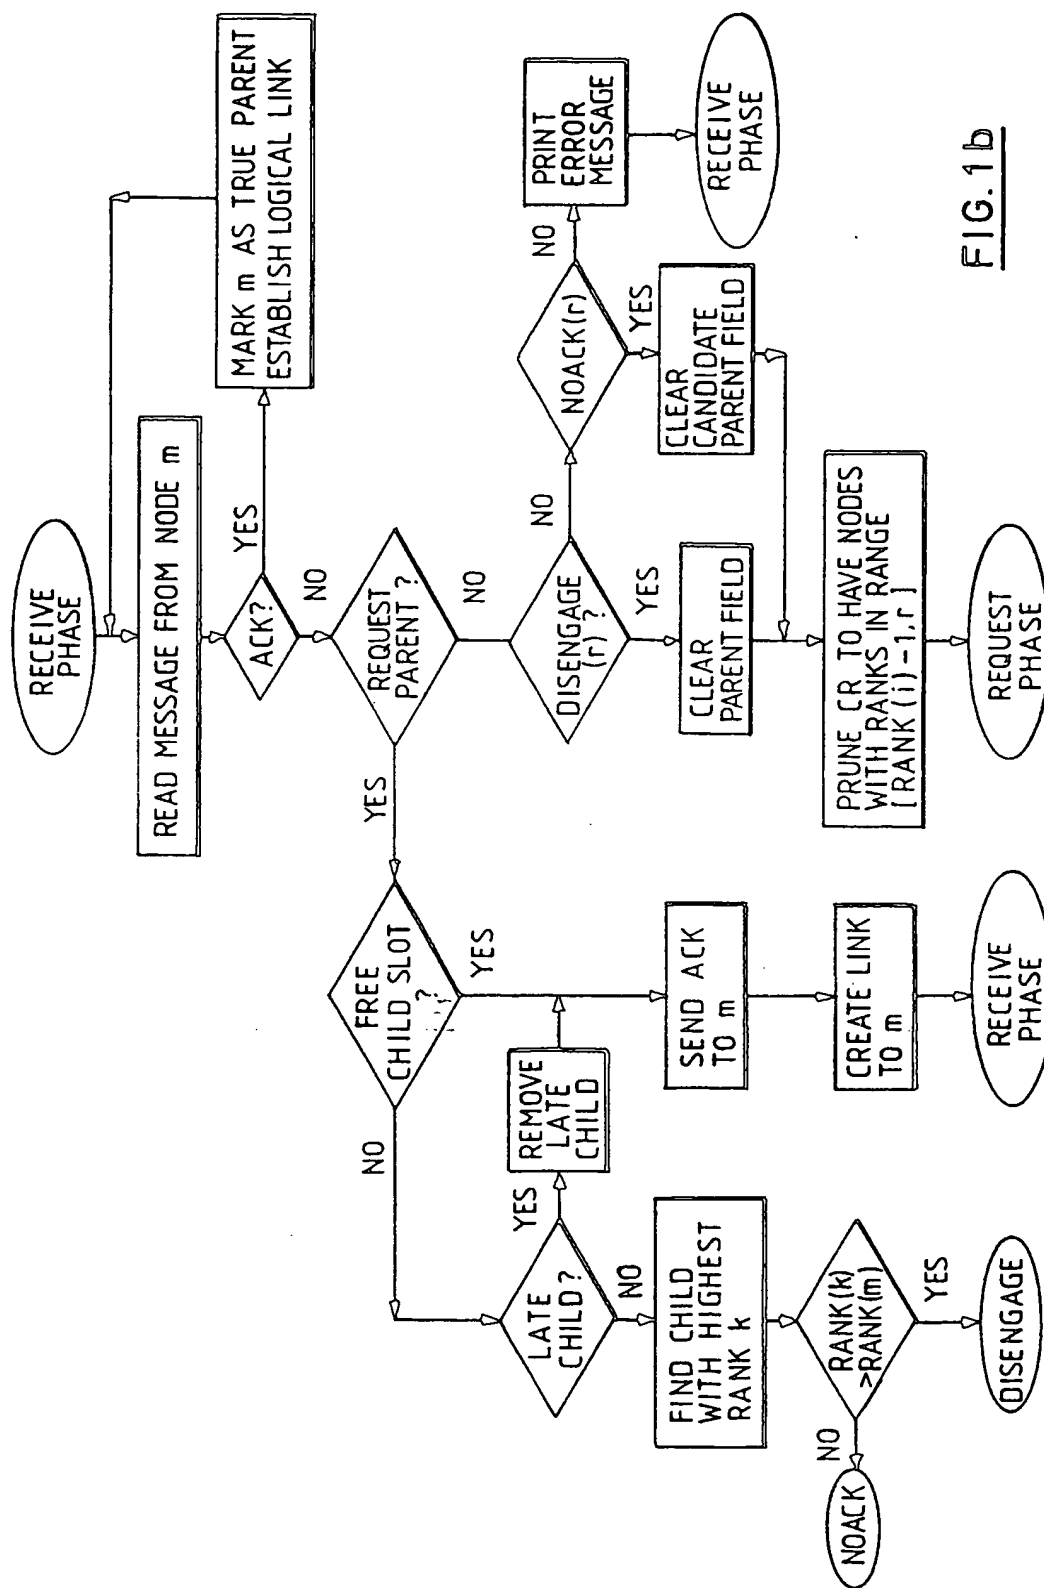 RECEIVE
PHASE
READ MESSAGE FROM NODE m
ACK?
YES
MARK m AS TRUE PARENT
ESTABLISH LOGICAL LINK
NO
REQUEST
PARENT ?
YES
NO
FREE
CHILD SLOT
?
NO
YES
LATE
CHILD?
YES
REMOVE
LATE
CHILD
NO
FIND CHILD
WITH HIGHEST
RANK k
RANK(k)
>RANK(m)
NO
NOACK
YES
DISENGAGE
SEND ACK
TO m
CREATE LINK
TO m
RECEIVE
PHASE
DISENGAGE
(r) ?
NO
YES
CLEAR
PARENT FIELD
NOACK(r)
NO
PRINT
ERROR
MESSAGE
RECEIVE
PHASE
YES
CLEAR
CANDIDATE
PARENT FIELD
PRUNE CR TO HAVE NODES
WITH RANKS IN RANGE
[RANK(i)-1,r]
REQUEST
PHASE
FIG.1b